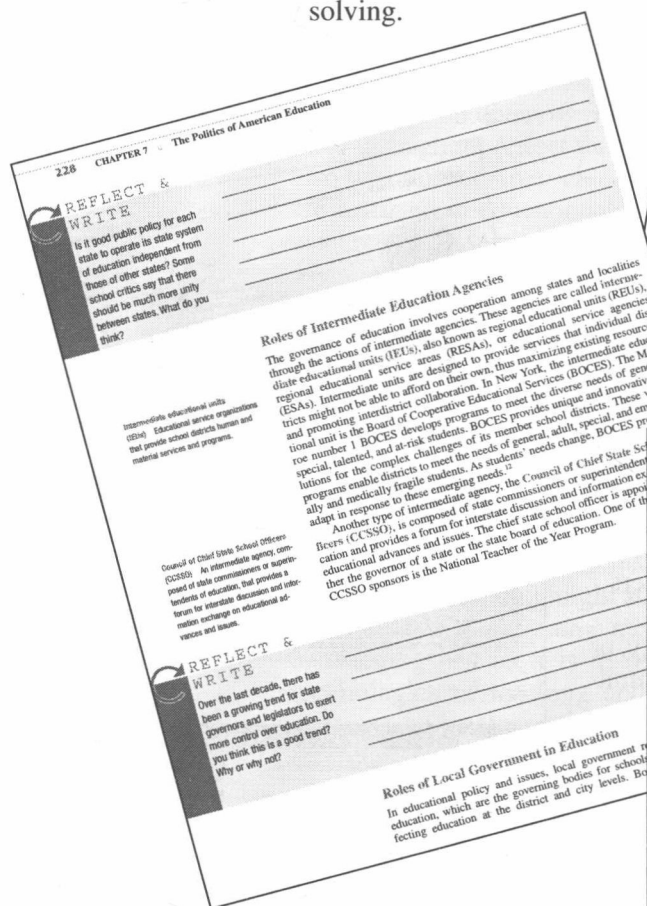 solving.
228 CHAPTER 7 The Politics of American Education
REFLECT &
WRITE
Is it good public policy for each
state to operate its state system
of education independent from
those of other states? Some
school critics say that there
should be much more unity
between states. What do you
think?
Roles of Intermediate Education Agencies
The governance of education involves cooperation among states and localities
through the actions of intermediate agencies. These agencies are called interme-
diate educational units (IEUs), also known as regional educational units (REUs),
regional educational service areas (RESAs), or educational service agencies
(ESAs). Intermediate units are designed to provide services that individual dis
tricts might not be able to afford on their own, thus maximizing existing resourc
and promoting interdistrict collaboration. In New York, the intermediate educ
tional unit is the Board of Cooperative Educational Services (BOCES). The M
roe number 1 BOCES develops programs to meet the diverse needs of gene
special, talented, and at-risk students. BOCES provides unique and innovativ
lutions for the complex challenges of its member school districts. These
programs enable districts to meet the needs of general, adult, special, and em
ally and medically fragile students. As students' needs change, BOCES pr
adapt in response to these emerging needs.12
Another type of intermediate agency, the Council of Chief State Sch
ficers (CCSSO), is composed of state commissioners or superintendent
cation and provides a forum for interstate discussion and information ex
educational advances and issues. The chief state school officer is appoi
ther the governor of a state or the state board of education. One of th
CCSSO sponsors is the National Teacher of the Year Program.
Intermediate educational units
(IEUs) Educational service organizations
that provide school districts human and
material services and programs.
Council of Chief State School Officers
(CCSSO) An intermediate agency, com-
posed of state commissioners or superin-
tendents of education, that provides a
forum for interstate discussion and infor-
mation exchange on educational ad-
vances and issues.
REFLECT &
WRITE
Over the last decade, there has
been a growing trend for state
governors and legislators to exert
more control over education. Do
you think this is a good trend?
Why or why not?
Roles of Local Government in Education
In educational policy and issues, local government re
education, which are the governing bodies for schools
fecting education at the district and city levels. Bo